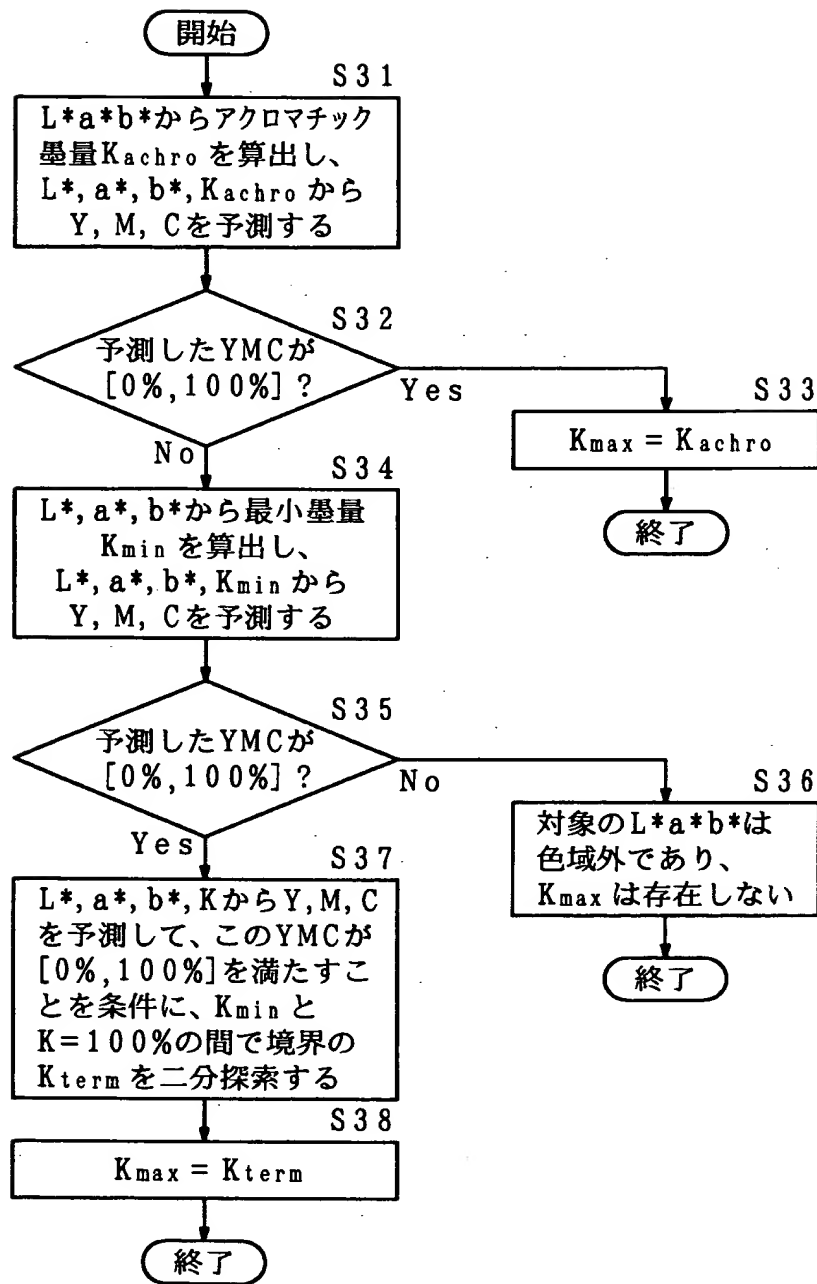 開始
S31
L*a*b*からアクロマチック
墨量Kachroを算出し、
L*,a*,b*,Kachroから
Y,M,Cを予測する
S32
予測したYMCが
[0%,100%]?
Yes
No
S33
Kmax=Kachro
終了
S34
L*,a*,b*から最小墨量
Kminを算出し、
L*,a*,b*,Kminから
Y,M,Cを予測する
S35
予測したYMCが
[0%,100%]?
No
Yes
S36
対象のL*a*b*は
色域外であり、
Kmaxは存在しない
終了
S37
L*,a*,b*,KからY,M,C
を予測して、このYMCが
[0%,100%]を満たすこ
とを条件に、Kminと
K=100%の間で境界の
Ktermを二分探索する
S38
Kmax=Kterm
終了